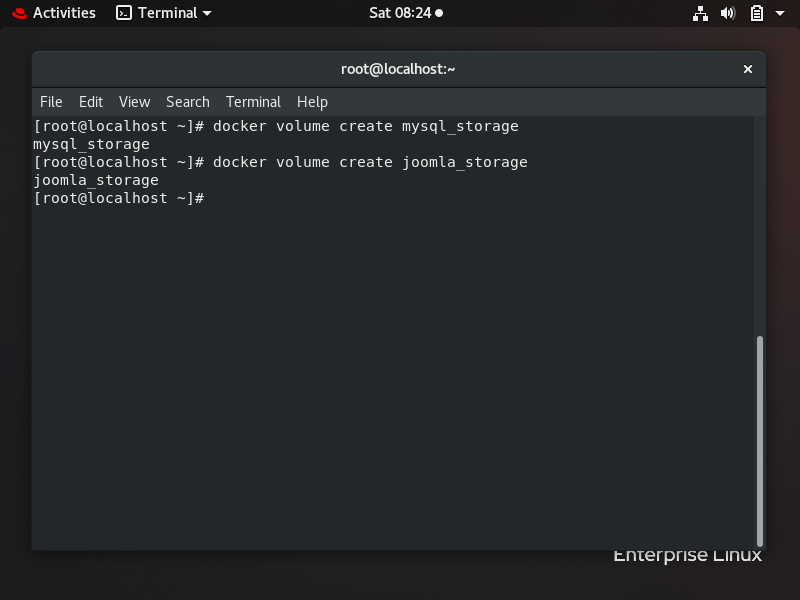 Activities Terminal Sat 08:24
root@localhost:~
File Edit View Search Terminal Help
[root@localhost ~]# docker volume create mysql_storage
mysql_storage
[root@localhost ~]# docker volume create joomla_storage
joomla_storage
[root@localhost ~]#
Enterprise Linux